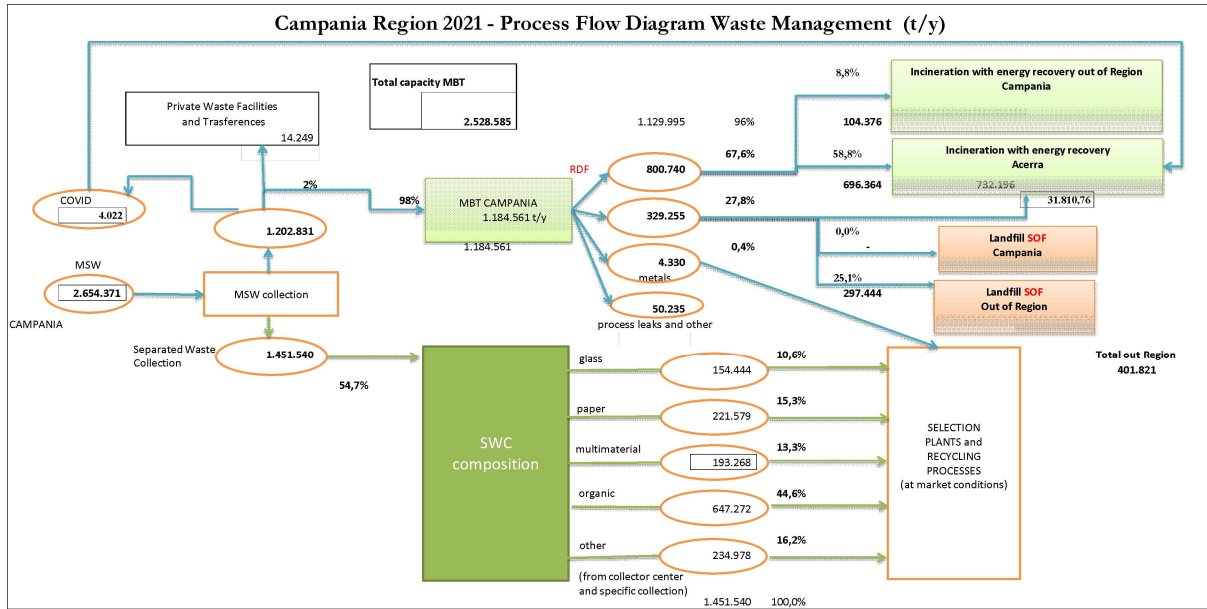 Campania Region 2021 - Process Flow Diagram Waste Management (t/y)
Total capacity MBT
2.528.585
Private Waste Facilities
and Trasferences
14.249
8,8%
Incineration with energy recovery out of Region
Campania
1.129.995
96%
104.376
67,6%
58,8%
Incineration with energy recovery
Acerra
RDF
800.740
696.364
732.196
31.810,76
2%
98%
MBT CAMPANIA
1.184.561 t/y
1.184.561
COVID
4.022
1.202.831
27,8%
329.255
0,0%
-
Landfill SOF
Campania
0,4%
4.330
metals
25,1%
297.444
Landfill SOF
Out of Region
MSW
2.654.371
MSW collection
CAMPANIA
50.235
process leaks and other
Separated Waste
Collection
1.451.540
54,7%
Total out Region
401.821
SWC
composition
glass
154.444
10,6%
paper
221.579
15,3%
multimaterial
193.268
13,3%
organic
647.272
44,6%
other
234.978
16,2%
(from collector center
and specific collection)
1.451.540
100,0%
SELECTION
PLANTS and
RECYCLING
PROCESSES
(at market conditions)